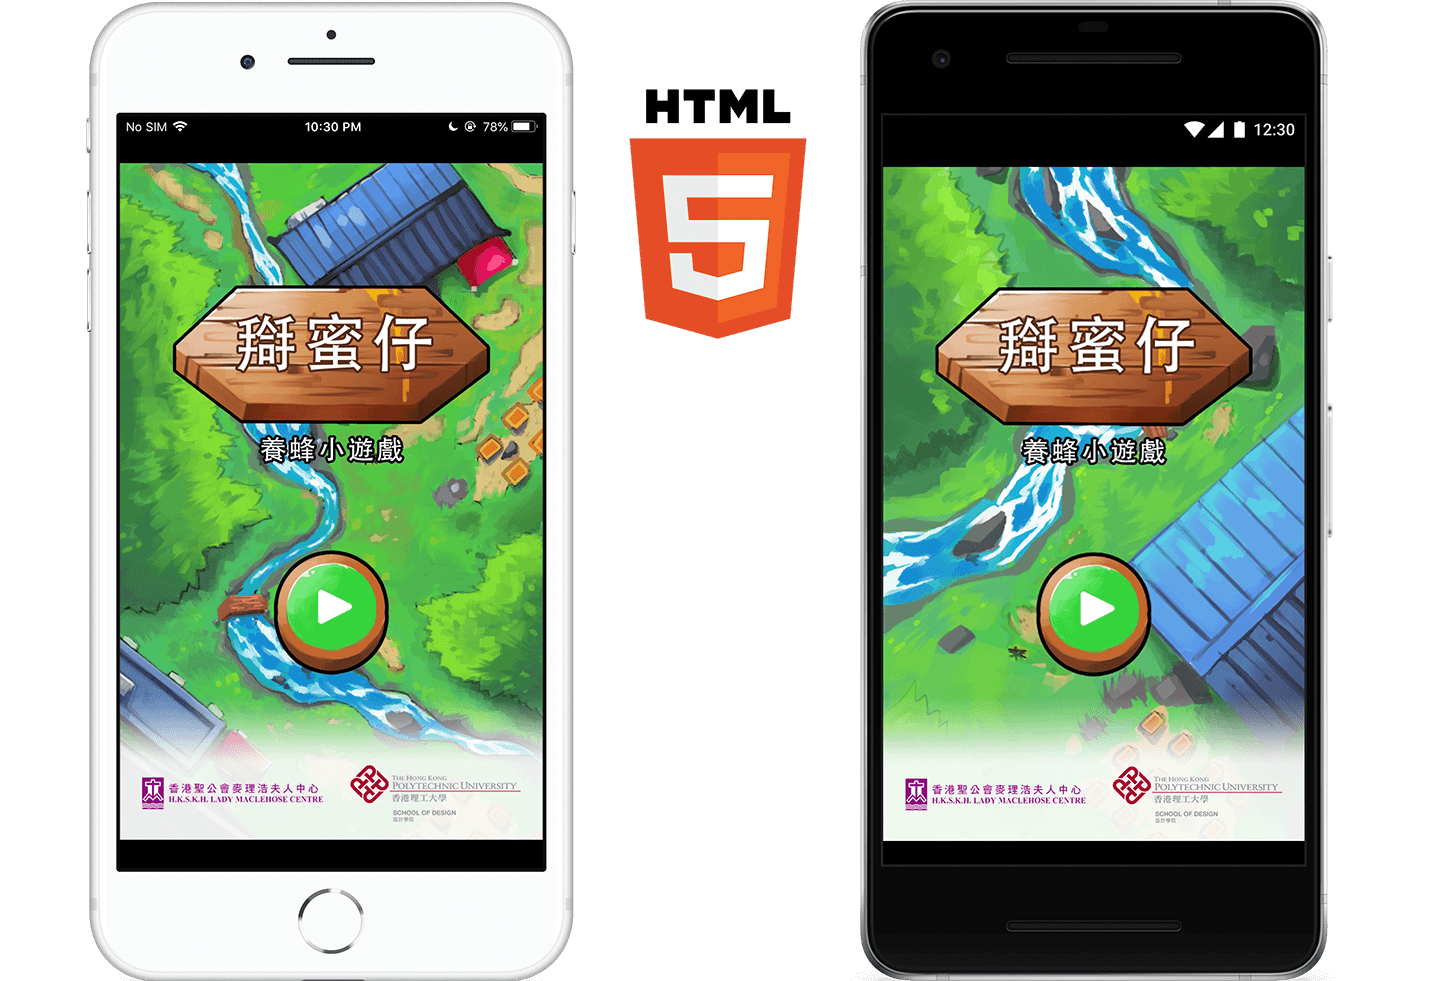 No SIM 10:30 PM 78%
蜜仔
養蜂小遊戲
香港聖公會麥理浩夫人中心
H.K.S.K.H. LADY MACLEHOSE CENTRE
THE HONG KONG
POLYTECHNIC UNIVERSITY
香港理工大學
SCHOOL OF DESIGN
設計學院
HTML
5
12:30
蜜仔
養蜂小遊戲
香港聖公會麥理浩夫人中心
H.K.S.K.H. LADY MACLEHOSE CENTRE
THE HONG KONG
POLYTECHNIC UNIVERSITY
香港理工大學
SCHOOL OF DESIGN
設計學院